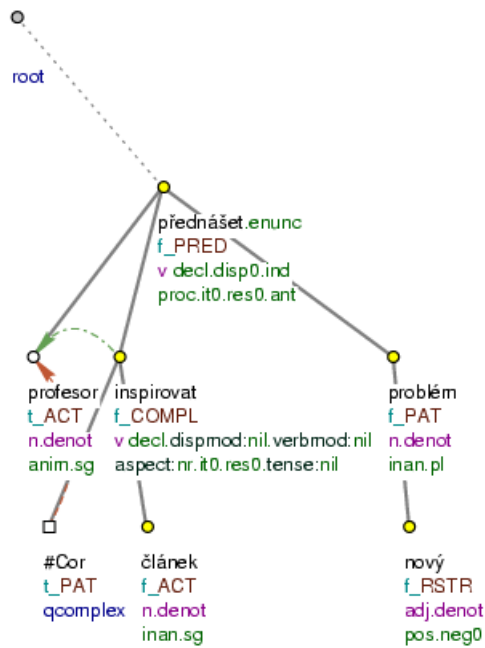 root
přednášet.enunc
f_PRED
v decl.disp0.ind
proc.it0.res0.ant
profesor
t_ACT
n.denot
anim.sg
inspirovat
f_COMPL
v decl.dispmod:nil.verbmod:nil
aspect:nr.it0.res0.tense:nil
problém
f_PAT
n.denot
inan.pl
#Cor
t_PAT
qcomplex
článek
f_ACT
n.denot
inan.sg
nový
f_RSTR
adj.denot
pos.neg0